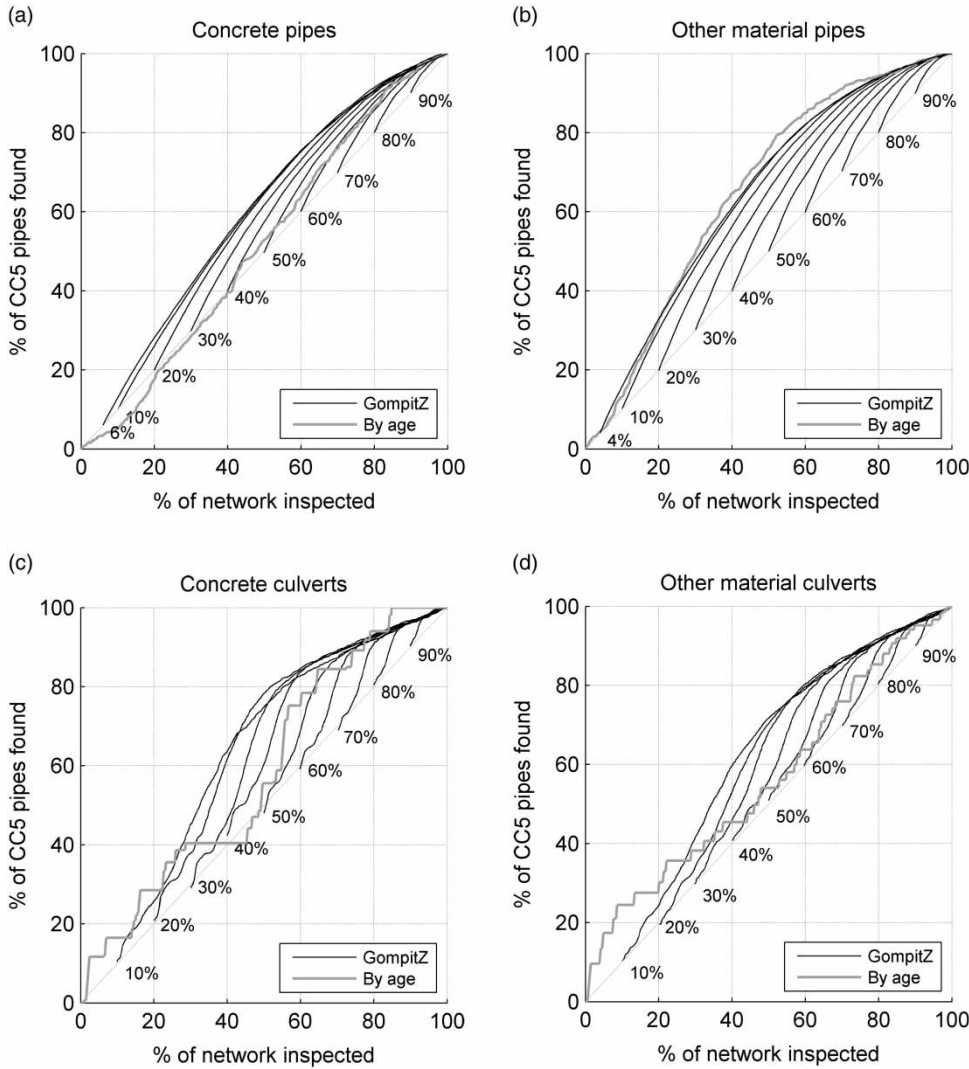 (a)
Concrete pipes
100
80
60
40
20
0
% of CC5 pipes found
90%
80%
70%
60%
50%
40%
30%
20%
10%
6%
GompitZ
By age
0 20 40 60 80 100
% of network inspected
(b)
Other material pipes
100
80
60
40
20
0
% of CC5 pipes found
90%
80%
70%
60%
50%
40%
30%
20%
10%
4%
GompitZ
By age
0 20 40 60 80 100
% of network inspected
(c)
Concrete culverts
100
80
60
40
20
0
% of CC5 pipes found
90%
80%
70%
60%
50%
40%
30%
20%
10%
GompitZ
By age
0 20 40 60 80 100
% of network inspected
(d)
Other material culverts
100
80
60
40
20
0
% of CC5 pipes found
90%
80%
70%
60%
50%
40%
30%
20%
10%
GompitZ
By age
0 20 40 60 80 100
% of network inspected